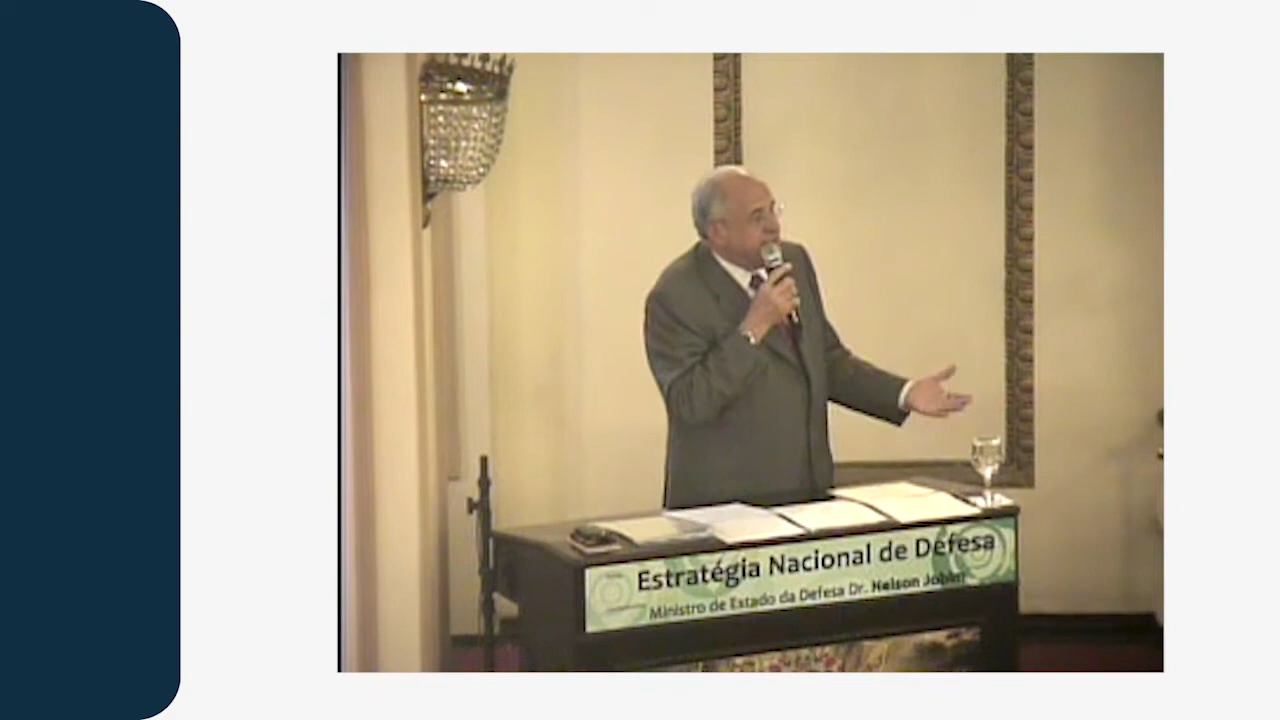 Estratégia Nacional de Defesa
Ministro de Estado da Defesa Dr. Nelson Jobim